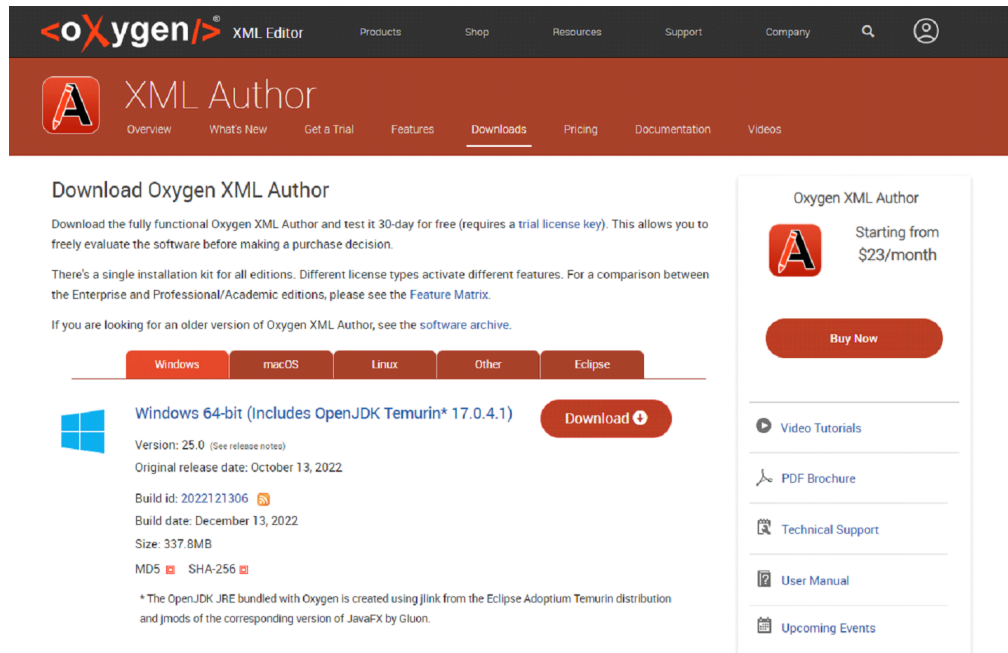 <oXygen/>® XML Editor Products Shop Resources Support Company
XML Author
Overview What's New Get a Trial Features Downloads Pricing Documentation Videos
Download Oxygen XML Author
Download the fully functional Oxygen XML Author and test it 30-day for free (requires a trial license key). This allows you to
freely evaluate the software before making a purchase decision.
There's a single installation kit for all editions. Different license types activate different features. For a comparison between
the Enterprise and Professional/Academic editions, please see the Feature Matrix.
If you are looking for an older version of Oxygen XML Author, see the software archive.
Windows macOS Linux Other Eclipse
Windows 64-bit (Includes OpenJDK Temurin* 17.0.4.1) Download
Version: 25.0 (See release notes)
Original release date: October 13, 2022
Build id: 2022121306
Build date: December 13, 2022
Size: 337.8MB
MD5 SHA-256
* The OpenJDK JRE bundled with Oxygen is created using jlink from the Eclipse Adoptium Temurin distribution
and jmods of the corresponding version of JavaFX by Gluon.
Oxygen XML Author
Starting from
$23/month
Buy Now
Video Tutorials
PDF Brochure
Technical Support
User Manual
Upcoming Events